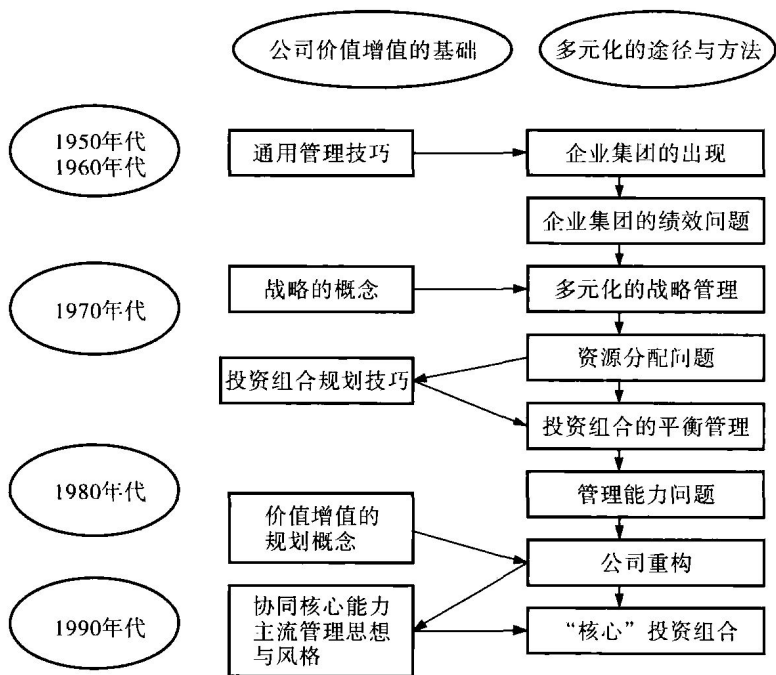 公司价值增值的基础
多元化的途径与方法
1950年代
1960年代
通用管理技巧
企业集团的出现
企业集团的绩效问题
1970年代
战略的概念
多元化的战略管理
资源分配问题
投资组合规划技巧
投资组合的平衡管理
1980年代
管理能力问题
价值增值的
规划概念
公司重构
1990年代
协同核心能力
主流管理思想
与风格
“核心”投资组合